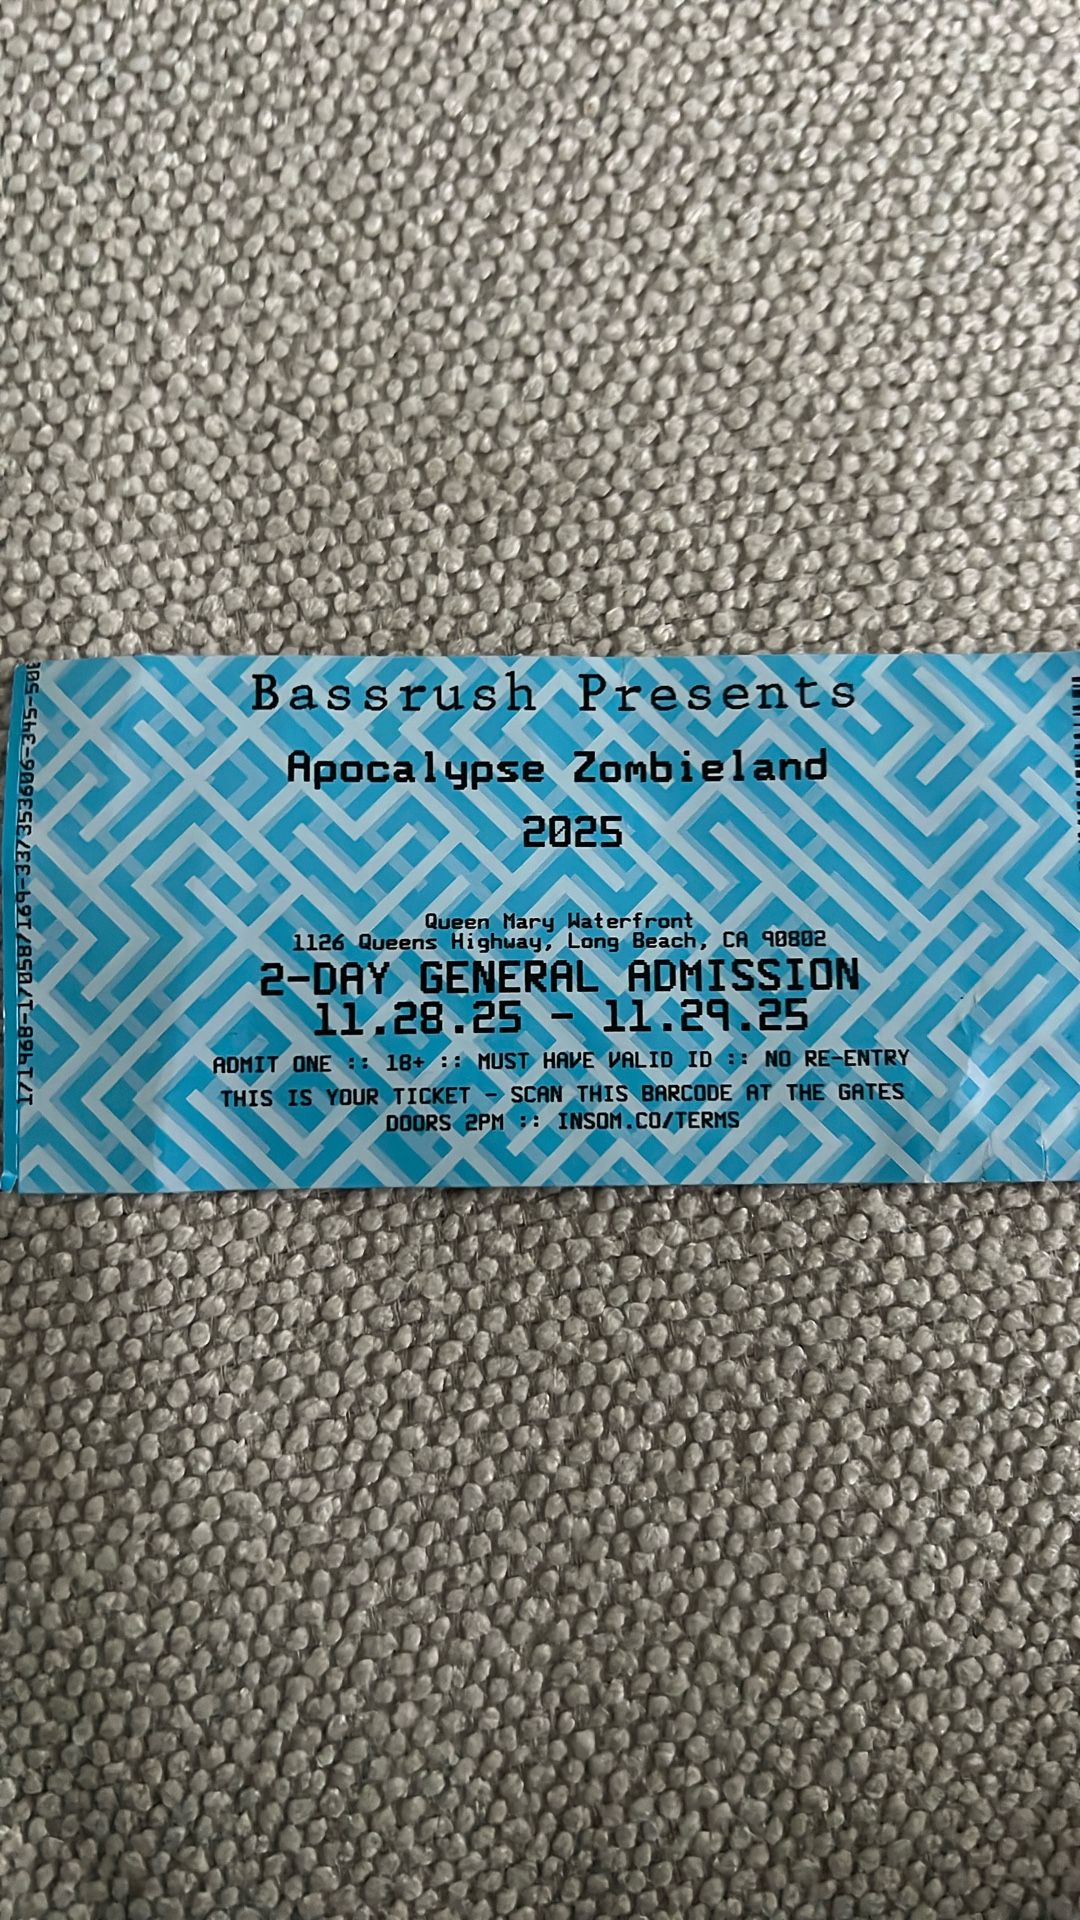 Bassrush Presents
Apocalypse Zombieland
2025
Queen Mary Waterfront
1126 Queens Highway, Long Beach, CA 90802
2-DAY GENERAL ADMISSION
11.28.25 - 11.29.25
ADMIT ONE :: 18+ :: MUST HAVE VALID ID :: NO RE-ENTRY
THIS IS YOUR TICKET - SCAN THIS BARCODE AT THE GATES
DOORS 2PM :: INSOM.CO/TERMS